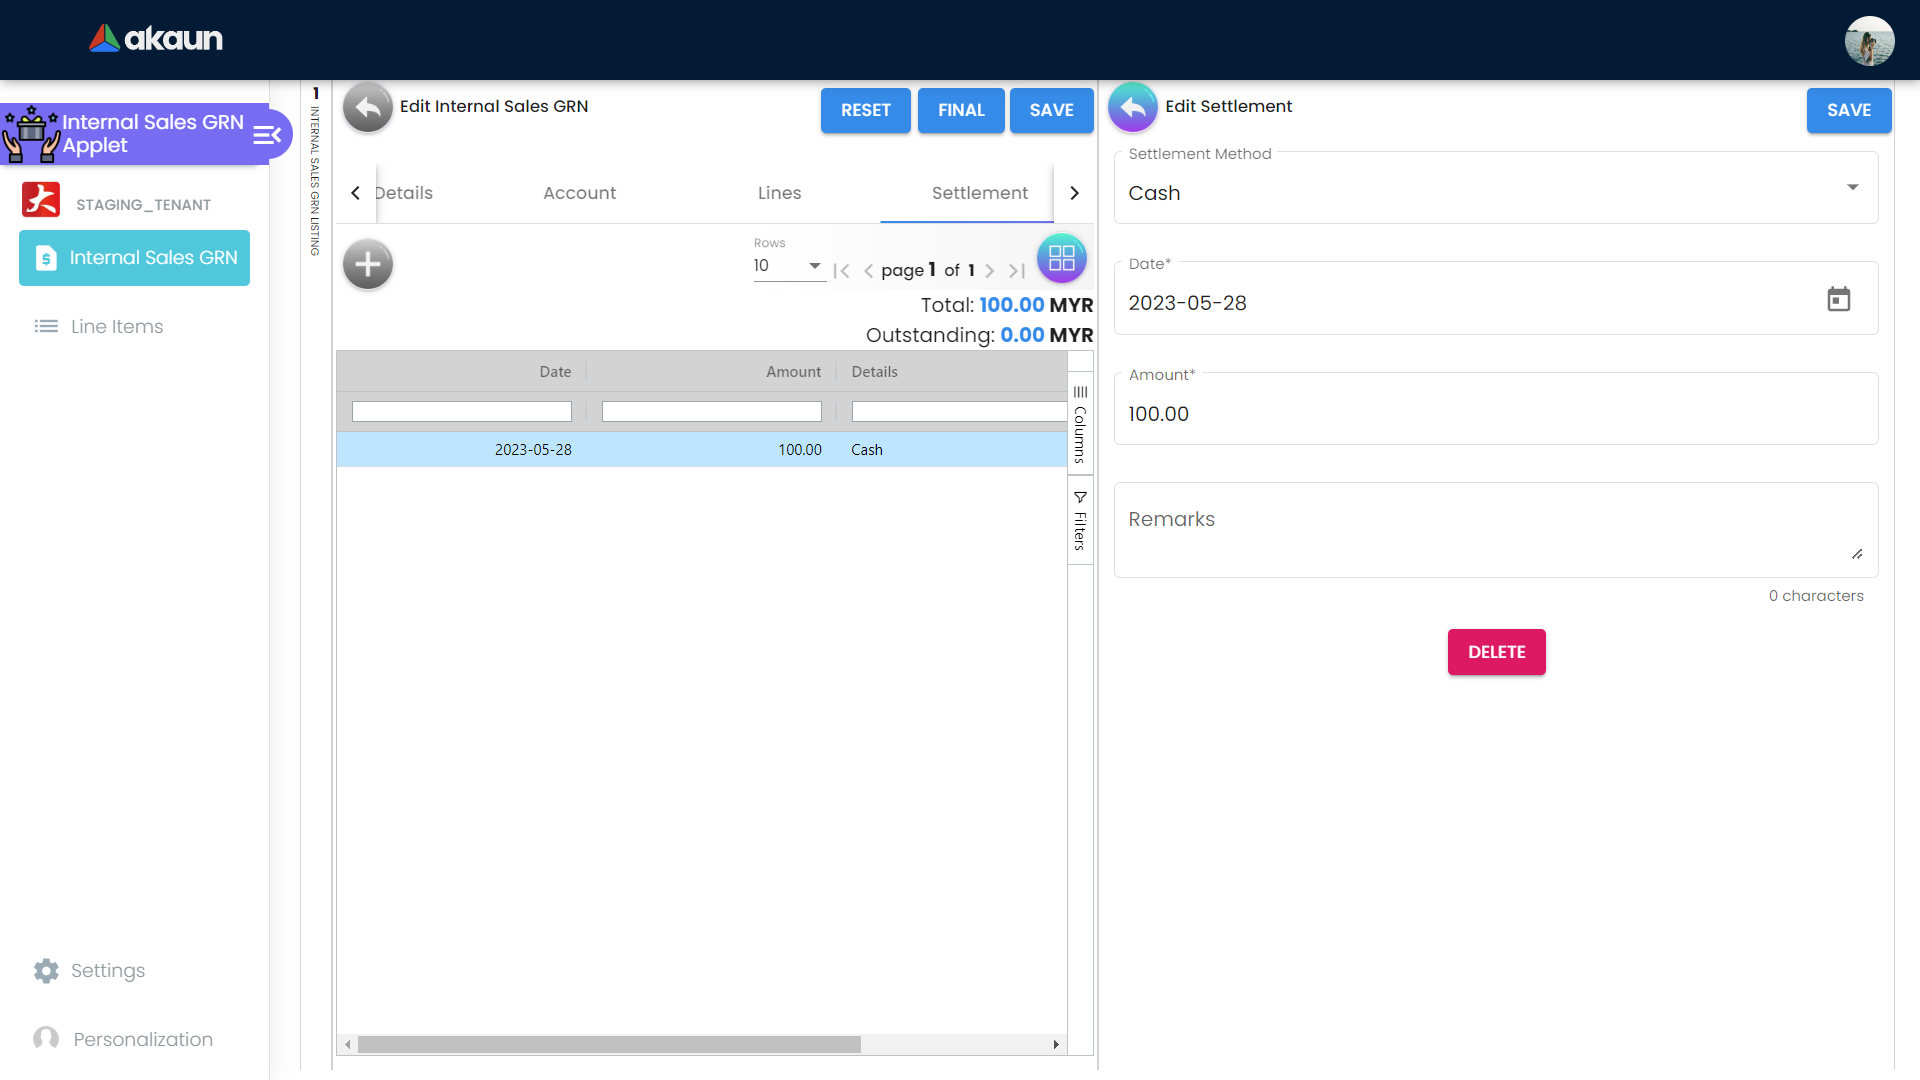 akaun
Internal Sales GRN
Applet
STAGING_TENANT
Internal Sales GRN
Line Items
Settings
Personalization
1
INTERNAL SALES GRN LISTING
Edit Internal Sales GRN
RESET
FINAL
SAVE
Details
Account
Lines
Settlement
Rows
10
page 1 of 1
Total: 100.00 MYR
Outstanding: 0.00 MYR
Date
Amount
Details
2023-05-28
100.00
Cash
Columns
Filters
Edit Settlement
SAVE
Settlement Method
Cash
Date*
2023-05-28
Amount*
100.00
Remarks
0 characters
DELETE